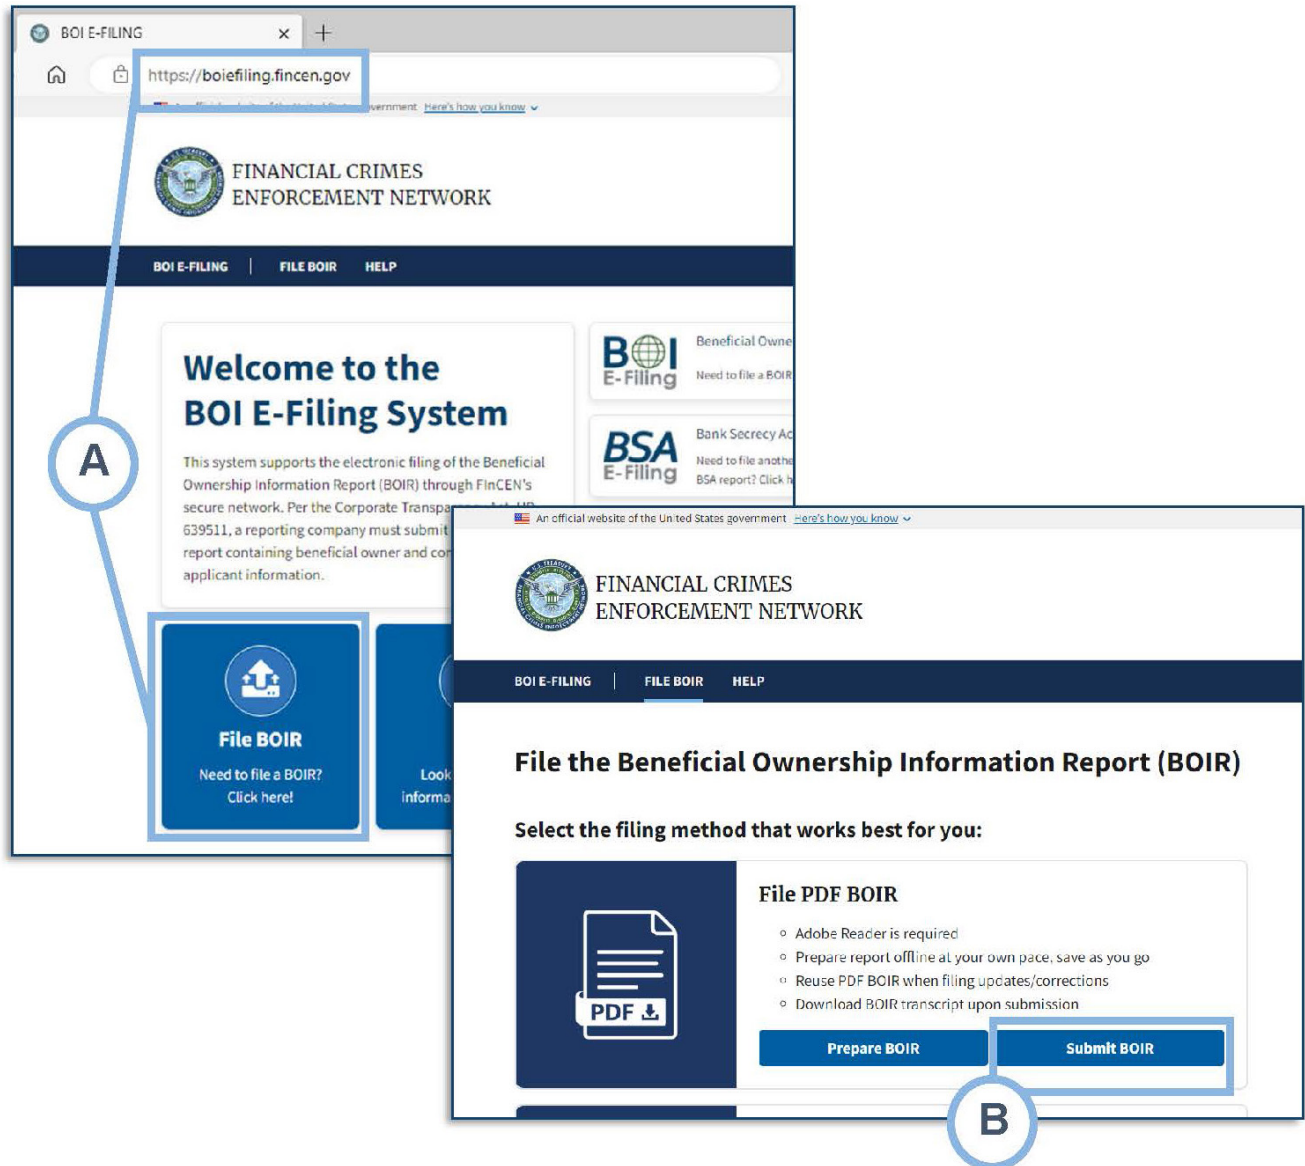 BOI E-FILING
https://boiefiling.fincen.gov
vernment Here's how you know
FINANCIAL CRIMES
ENFORCEMENT NETWORK
BOI E-FILING
FILE BOIR
HELP
Welcome to the
BOI E-Filing System
This system supports the electronic filing of the Beneficial
Ownership Information Report (BOIR) through FinCEN's
secure network. Per the Corporate
639511, a reporting company must submit
report containing beneficial owner and
applicant information.
BOI
E-Filing
Beneficial Owne
Need to file a BOIR
BSA
E-Filing
Bank Secrecy Ac
Need to file anothe
BSA report? Click h
A
File BOIR
Need to file a BOIR?
Click here!
Look
informa
An official website of the United States government Here's how you know
FINANCIAL CRIMES
ENFORCEMENT NETWORK
BOI E-FILING
FILE BOIR
HELP
File the Beneficial Ownership Information Report (BOIR)
Select the filing method that works best for you:
PDF
File PDF BOIR
Adobe Reader is required
Prepare report offline at your own pace, save as you go
Reuse PDF BOIR when filing updates/corrections
Download BOIR transcript upon submission
Prepare BOIR
Submit BOIR
B